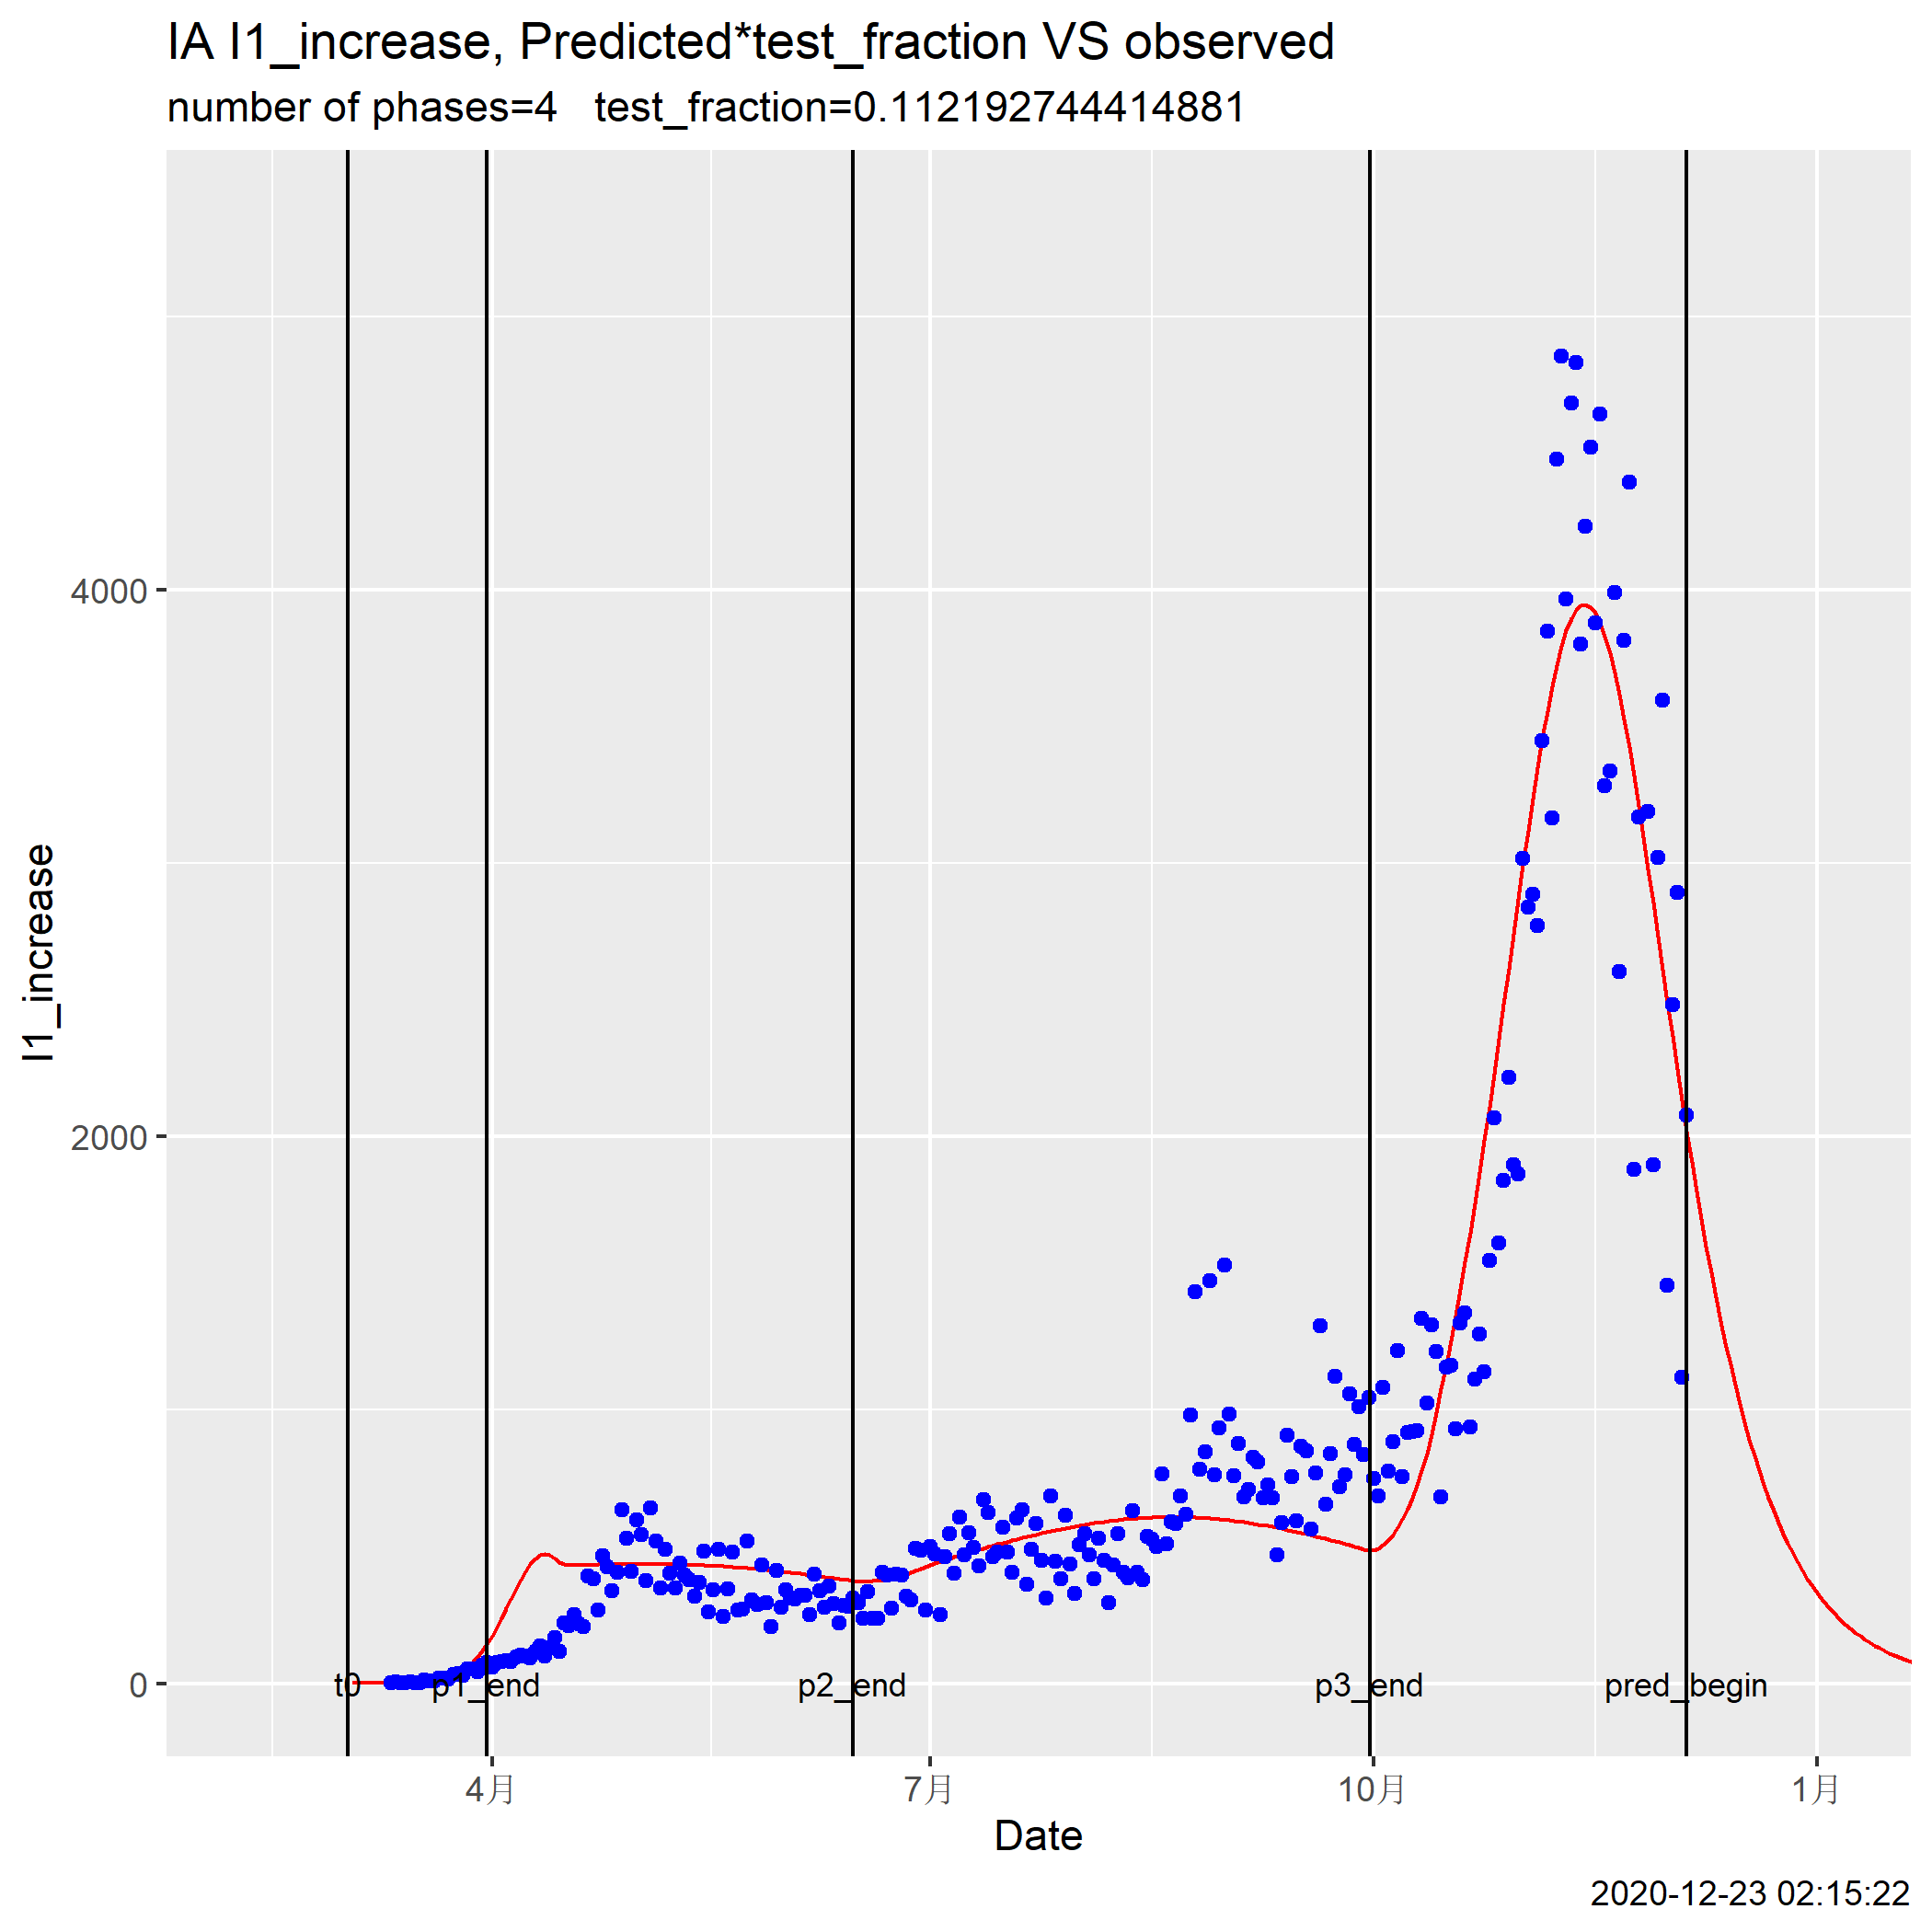 IA I1_increase, Predicted*test_fraction VS observed
number of phases=4   test_fraction=0.112192744414881
I1_increase
4000
2000
0
t0 p1_end p2_end p3_end pred_begin
4月 7月 10月 1月
Date
2020-12-23 02:15:22